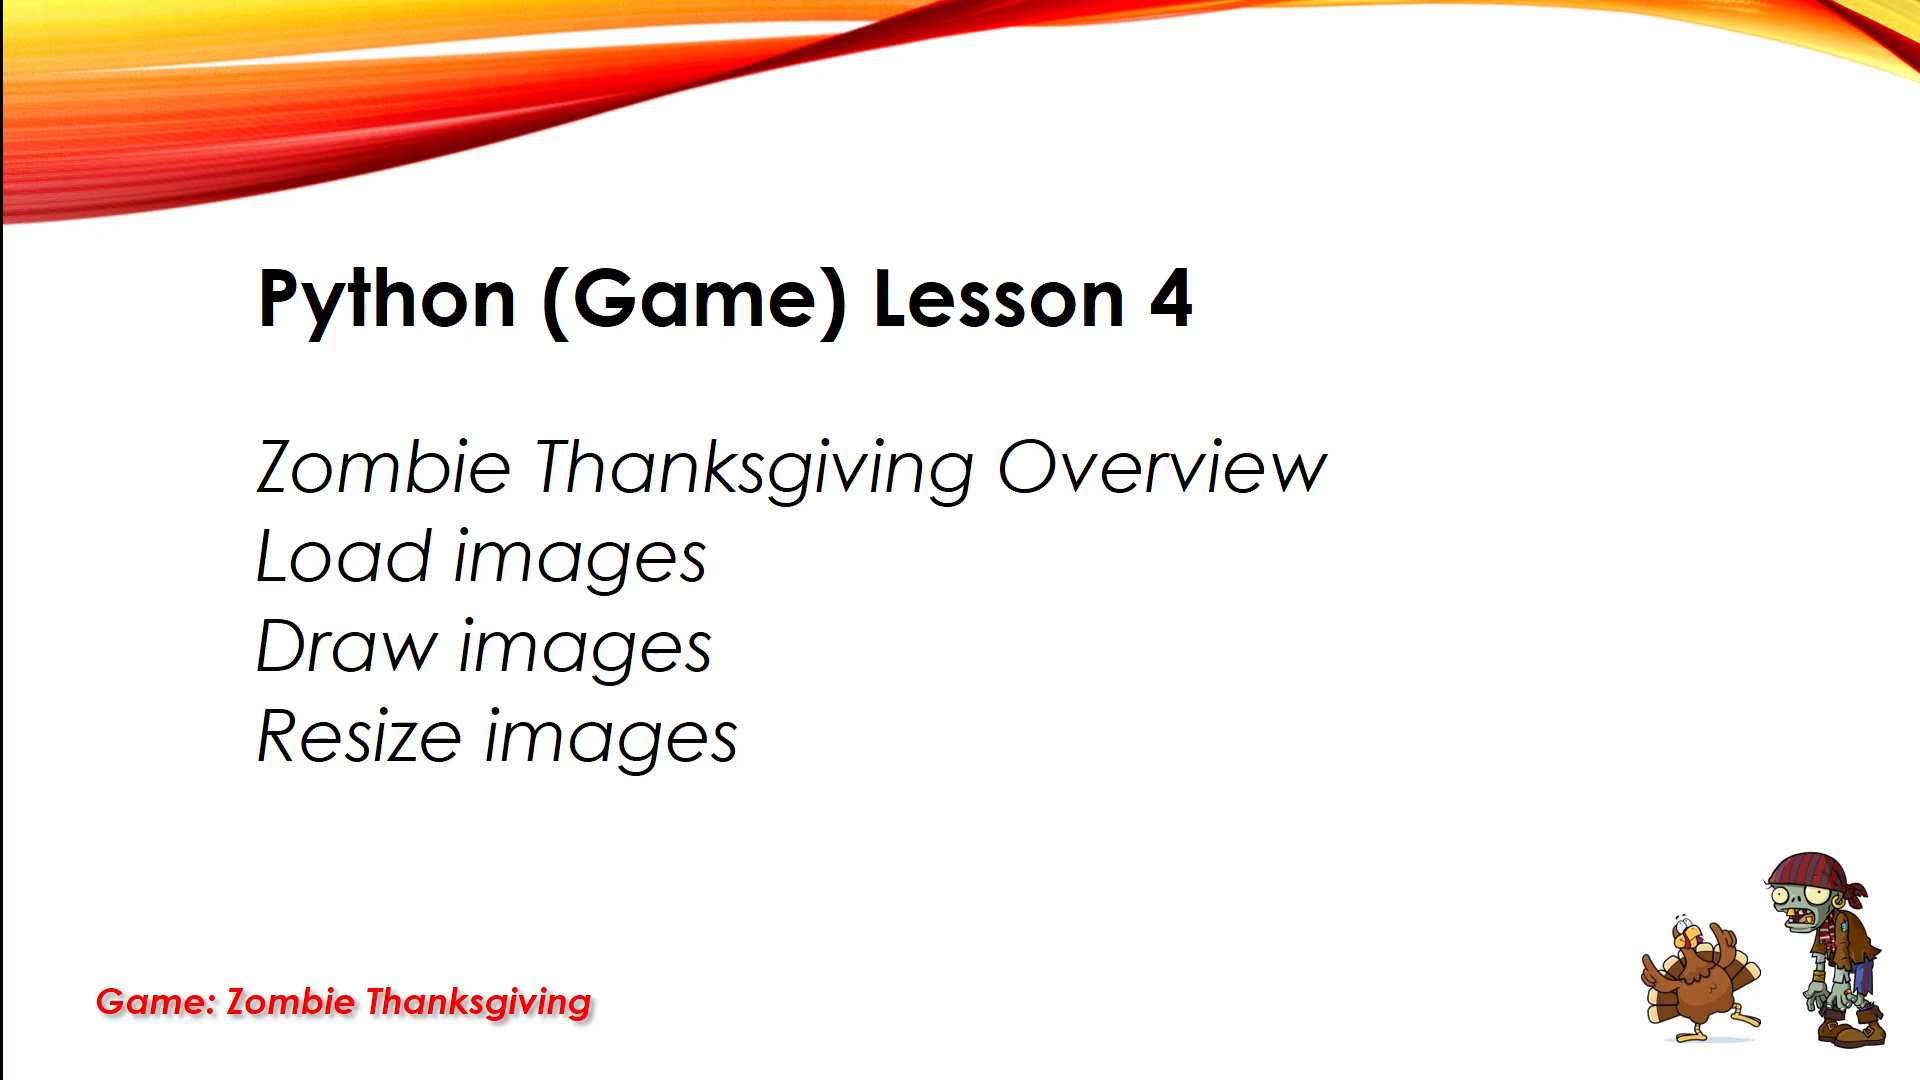 Python (Game) Lesson 4
Zombie Thanksgiving Overview
Load images
Draw images
Resize images
Game: Zombie Thanksgiving